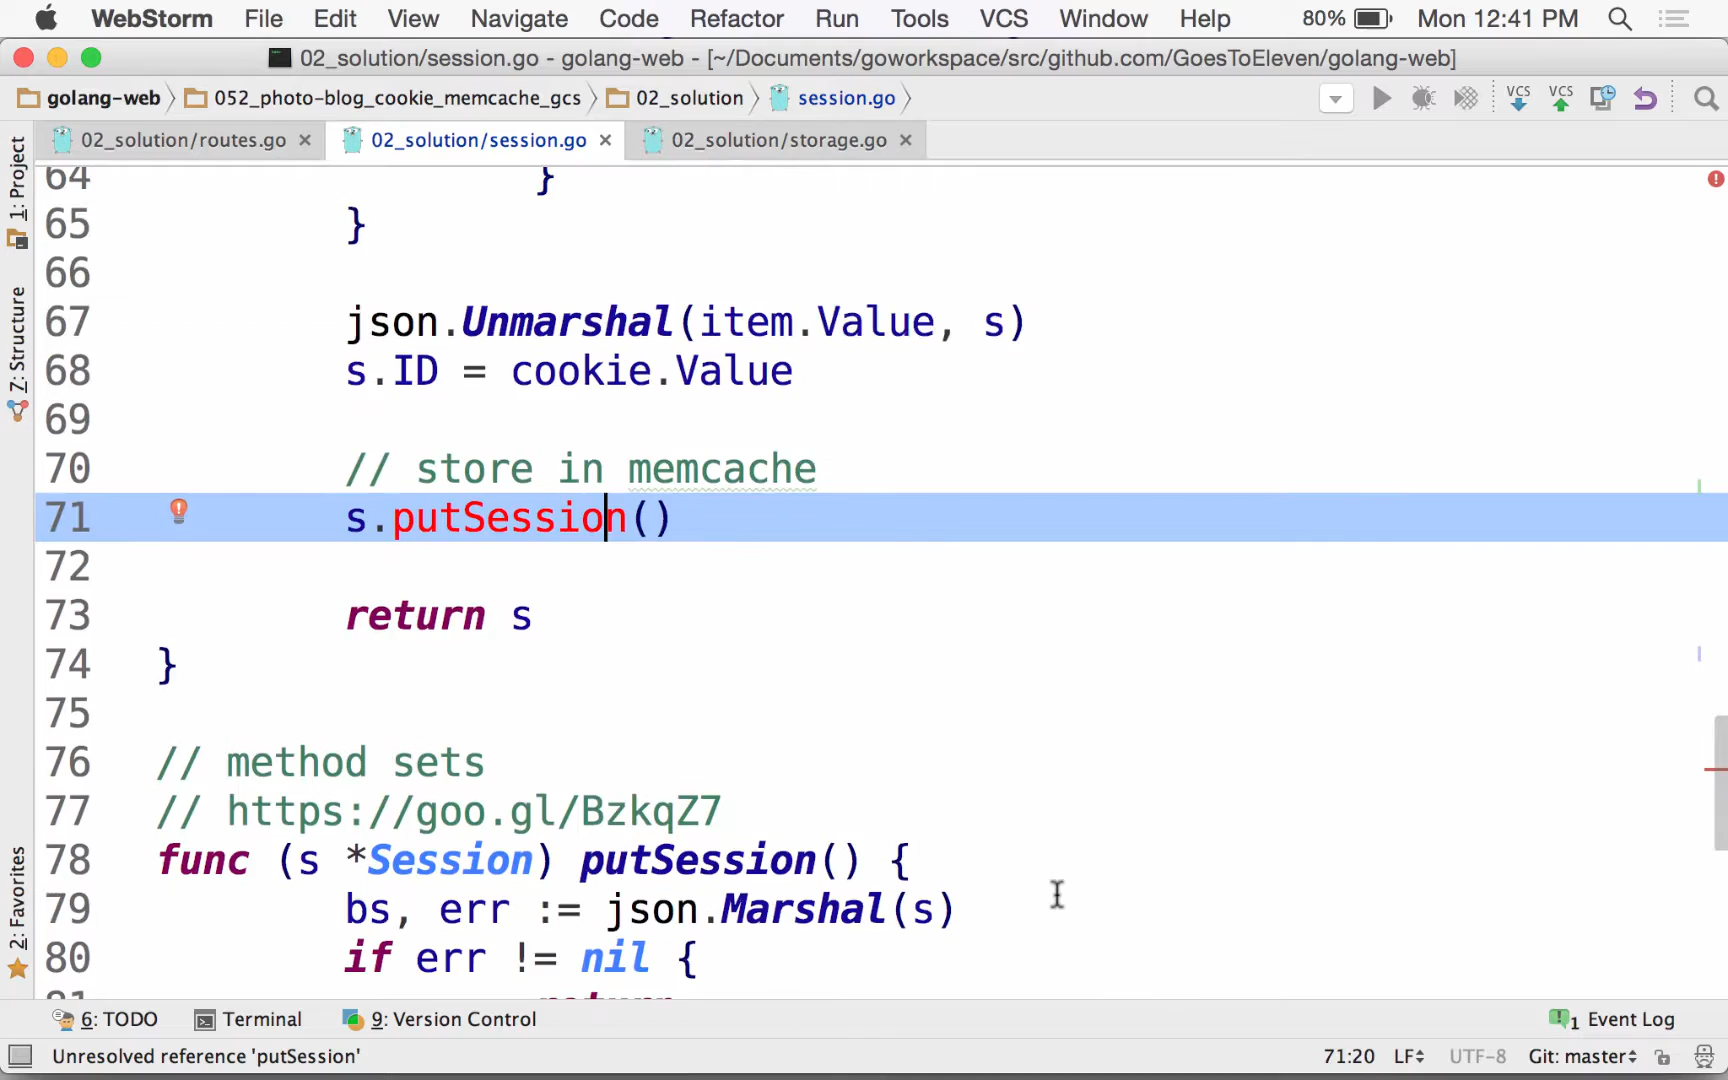 WebStorm File Edit View Navigate Code Refactor Run Tools VCS Window Help 80% Mon 12:41 PM
02_solution/session.go - golang-web - [~/Documents/goworkspace/src/github.com/GoesToEleven/golang-web]
golang-web 052_photo-blog_cookie_memcache_gcs 02_solution session.go VCS VCS
02_solution/routes.go 02_solution/session.go 02_solution/storage.go
1: Project
7: Structure
2: Favorites
64 }
65 }
66
67 json.Unmarshal(item.Value, s)
68 s.ID = cookie.Value
69
70 // store in memcache
71 s.putSession()
72
73 return s
74 }
75
76 // method sets
77 // https://goo.gl/BzkqZ7
78 func (s *Session) putSession() {
79 bs, err := json.Marshal(s)
80 if err != nil {
81 return
6: TODO Terminal 9: Version Control 1 Event Log
Unresolved reference 'putSession' 71:20 LF UTF-8 Git: master